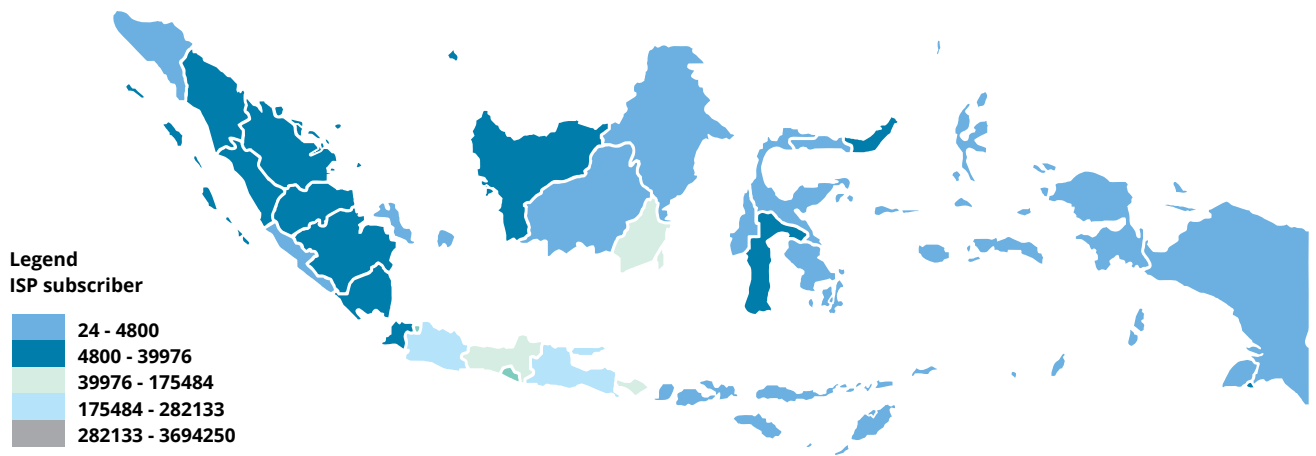 Legend
ISP subscriber
24 - 4800
4800 - 39976
39976 - 175484
175484 - 282133
282133 - 3694250